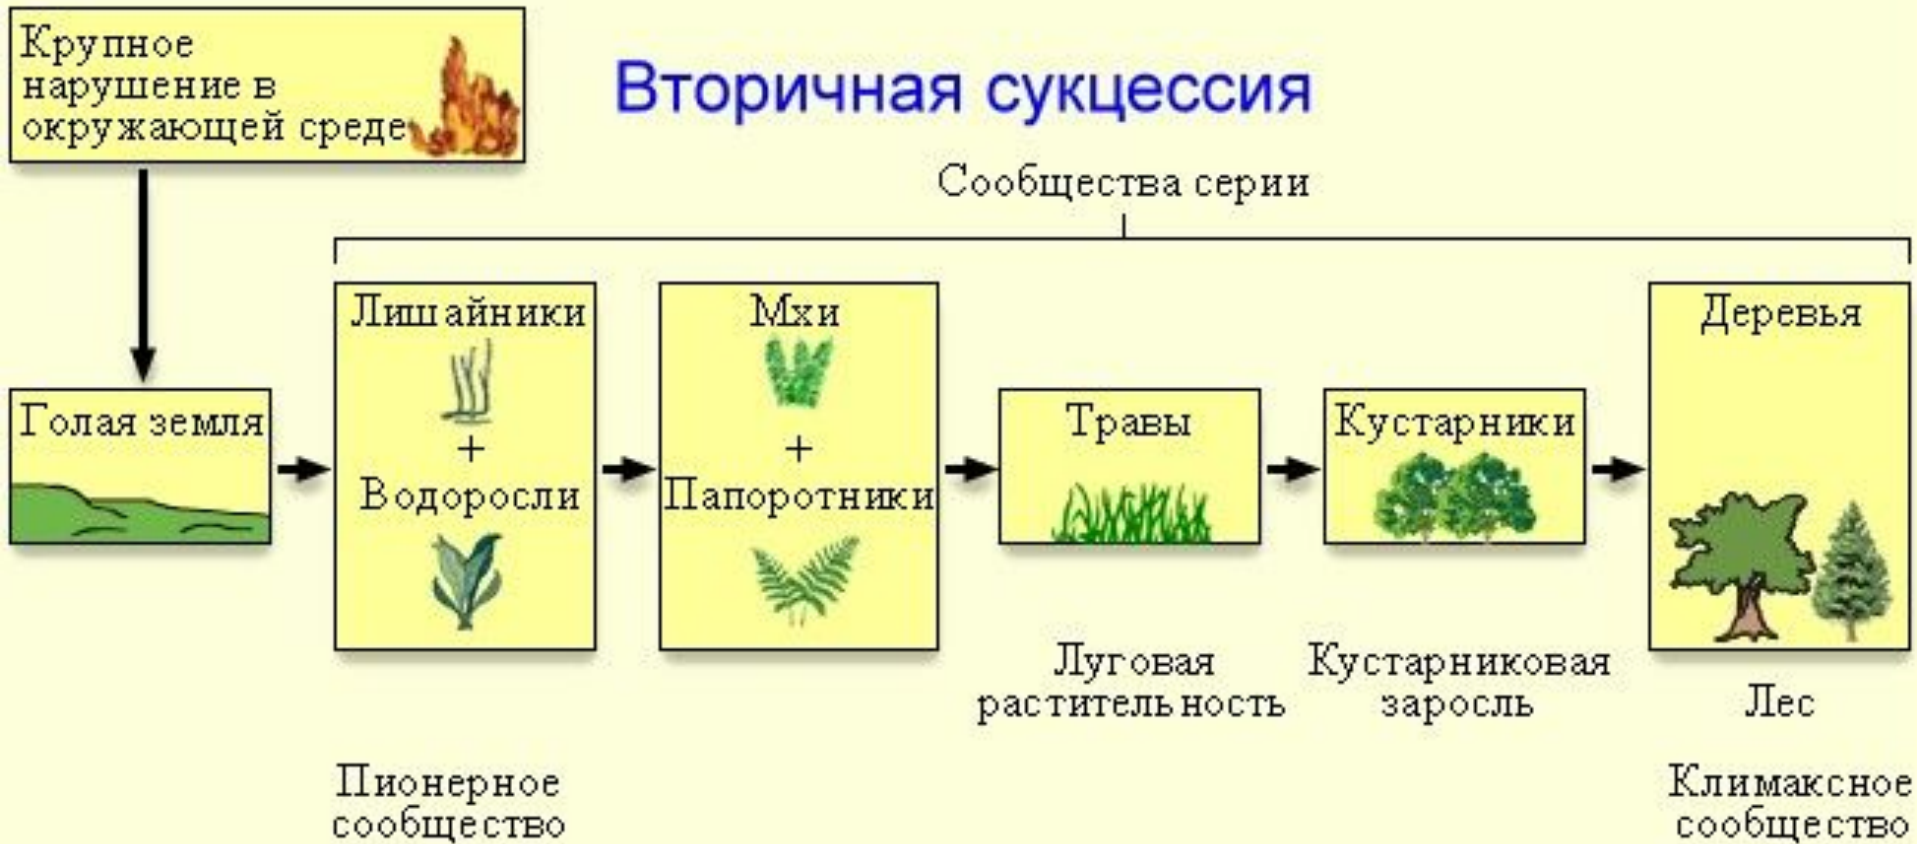 Крупное
нарушение в
окружающей среде
Вторичная сукцессия
Сообщества серии
Голая земля
Лишайники
+
Водоросли
Мхи
+
Папоротники
Травы
Кустарники
Деревья
Луговая
растительность
Кустарниковая
заросль
Лес
Пионерное
сообщество
Климаксное
сообщество